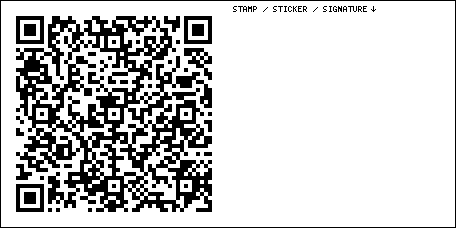 STAMP / STICKER / SIGNATURE ↓